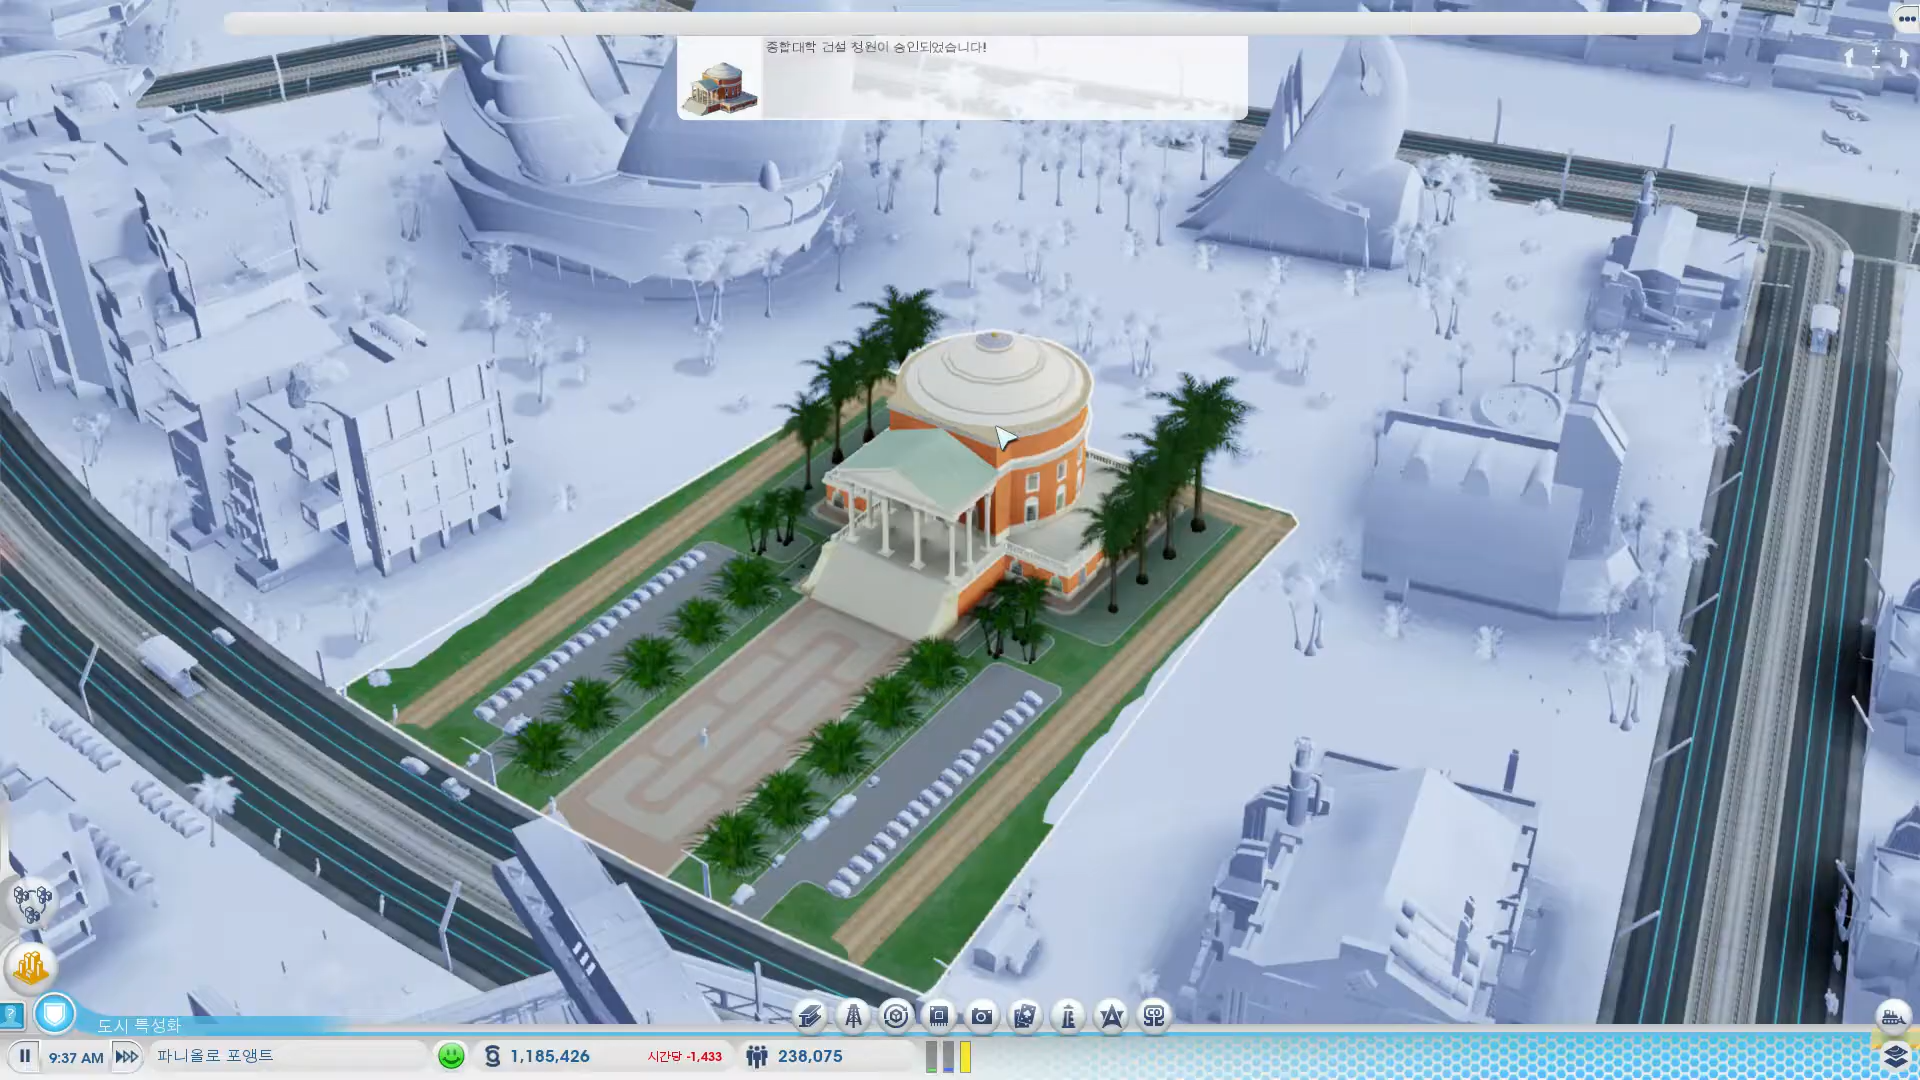 종합대학 건설 청원이 승인되었습니다!
도시 특성화
9:37 AM
파니올로 포앵트
1,185,426
시간당 -1,433
238,075